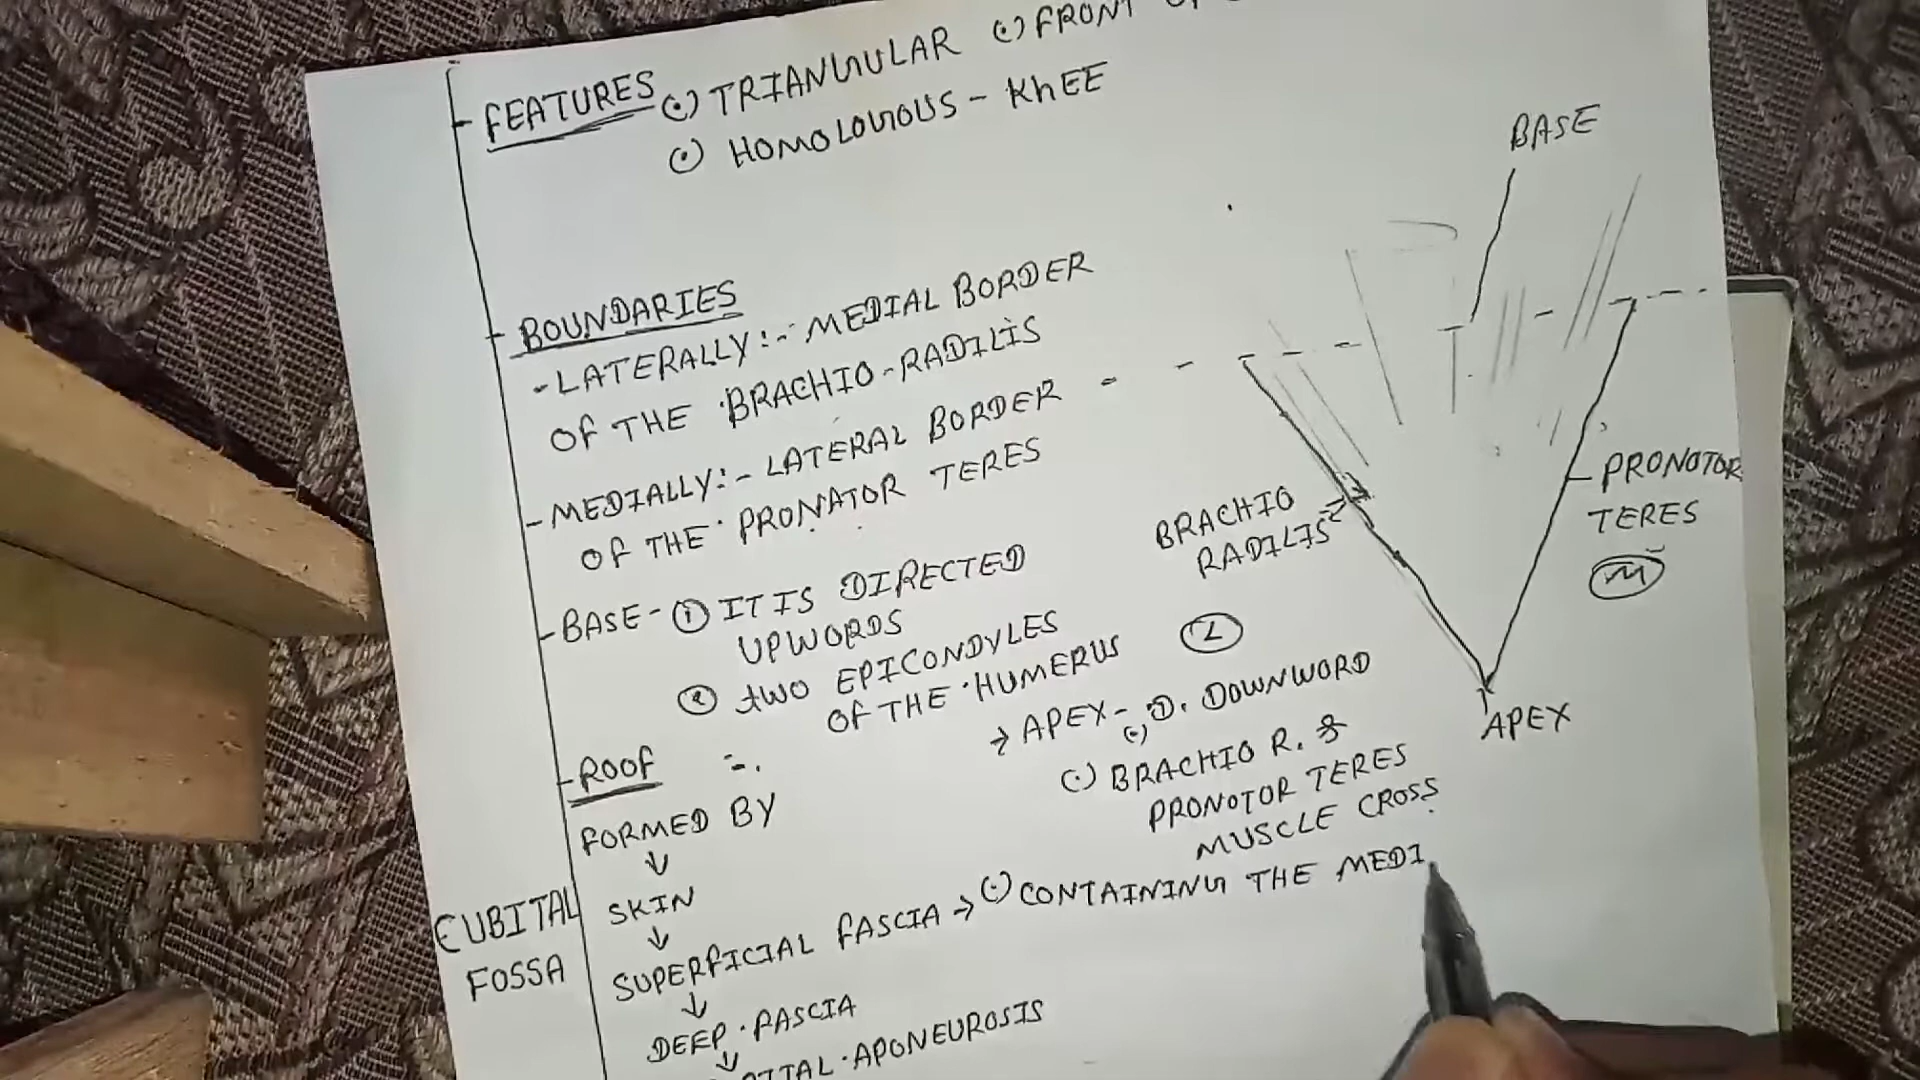 FEATURES (.) TRIANGULAR (.) FRONT
(.) HOMOLOGOUS - KNEE
BASE
BOUNDARIES
- LATERALLY :- MEDIAL BORDER
OF THE BRACHIO-RADILIS
- MEDIALLY :- LATERAL BORDER
OF THE PRONATOR TERES
BRACHIO
RADILIS
PRONOTOR
TERES
M
L
- BASE - ① IT IS DIRECTED
UPWORDS
② TWO EPICONDYLES
OF THE HUMERUS
APEX
→ APEX - (.) D. DOWNWORD
(.) BRACHIO R. &
PRONOTOR TERES
MUSCLE CROSS
- ROOF :-
FORMED BY
↓
SKIN
↓
SUPERFICIAL FASCIA → (.) CONTAINING THE MEDI
↓
DEEP FASCIA
↓
APONEUROSIS
CUBITAL
FOSSA